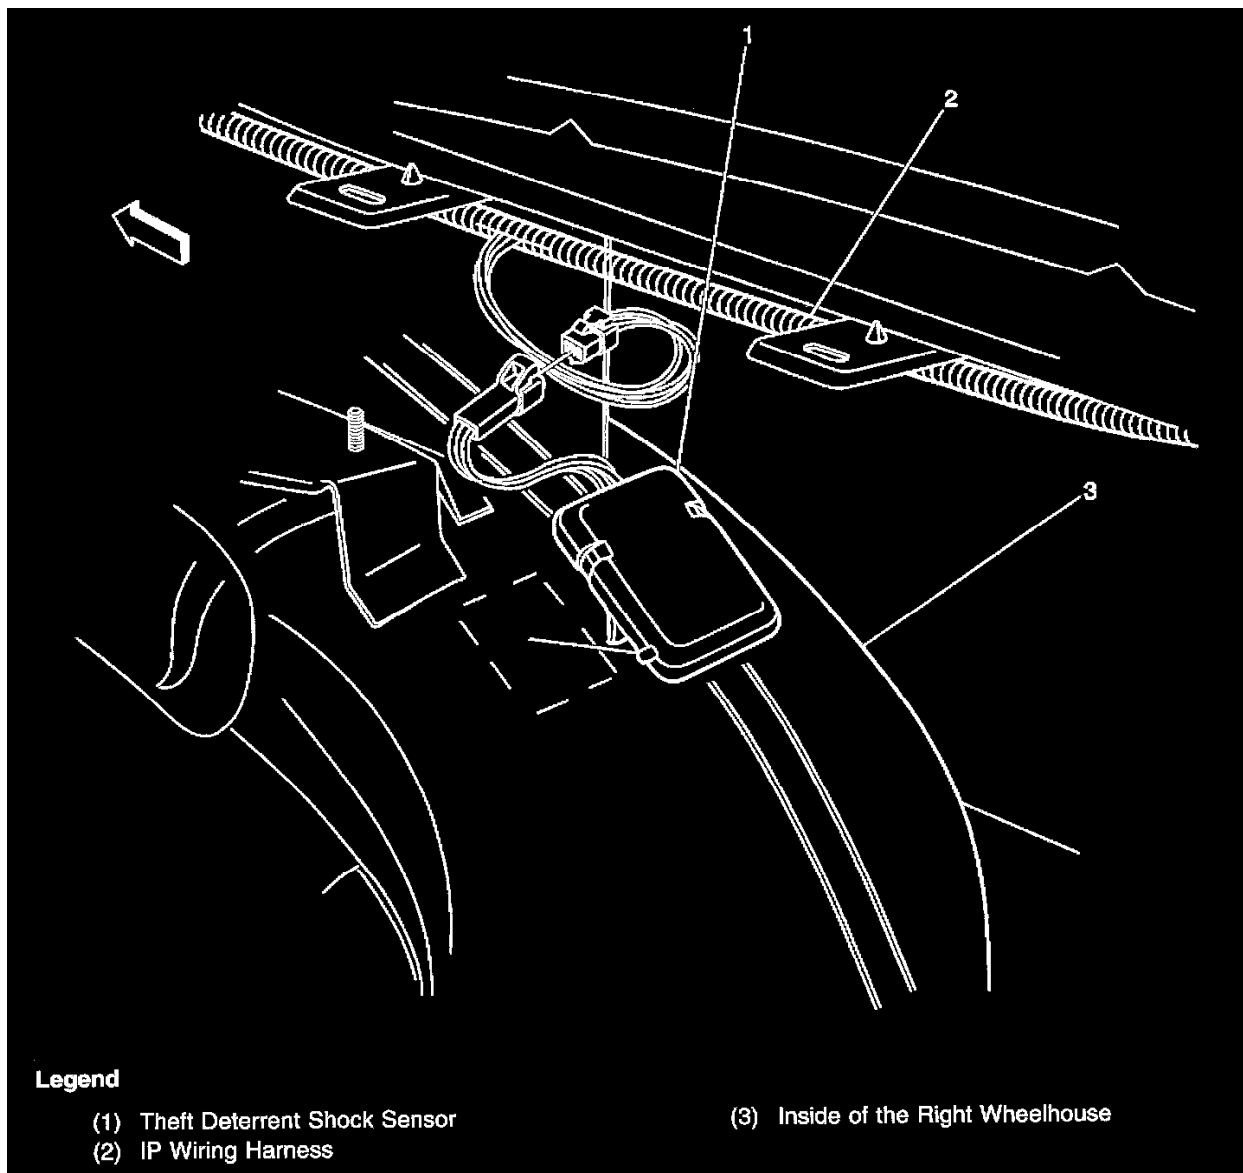 1
2
3
Legend
(1) Theft Deterrent Shock Sensor
(2) IP Wiring Harness
(3) Inside of the Right Wheelhouse